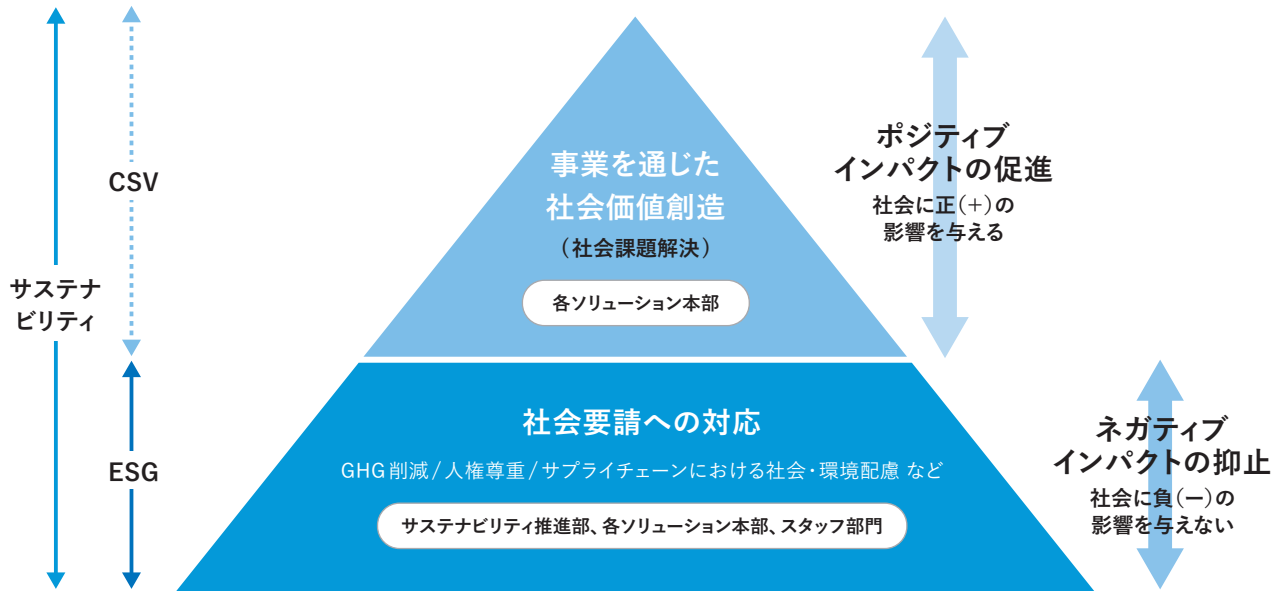 サステナ
ビリティ
CSV
ESG
事業を通じた
社会価値創造
（社会課題解決）
各ソリューション本部
社会要請への対応
GHG削減/人権尊重/サプライチェーンにおける社会・環境配慮 など
サステナビリティ推進部、各ソリューション本部、スタッフ部門
ポジティブ
インパクトの促進
社会に正(+)の
影響を与える
ネガティブ
インパクトの抑止
社会に負(ー)の
影響を与えない